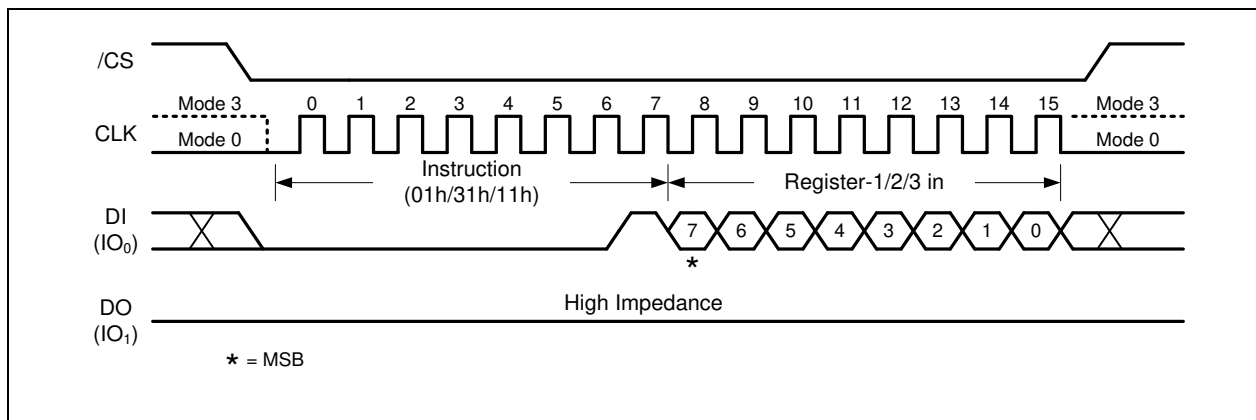 /CS
Mode 3 0 1 2 3 4 5 6 7 8 9 10 11 12 13 14 15 Mode 3
CLK Mode 0 Mode 0
Instruction
(01h/31h/11h)
Register-1/2/3 in
DI
(IO₀)
7 6 5 4 3 2 1 0
*
High Impedance
DO
(IO₁)
* = MSB